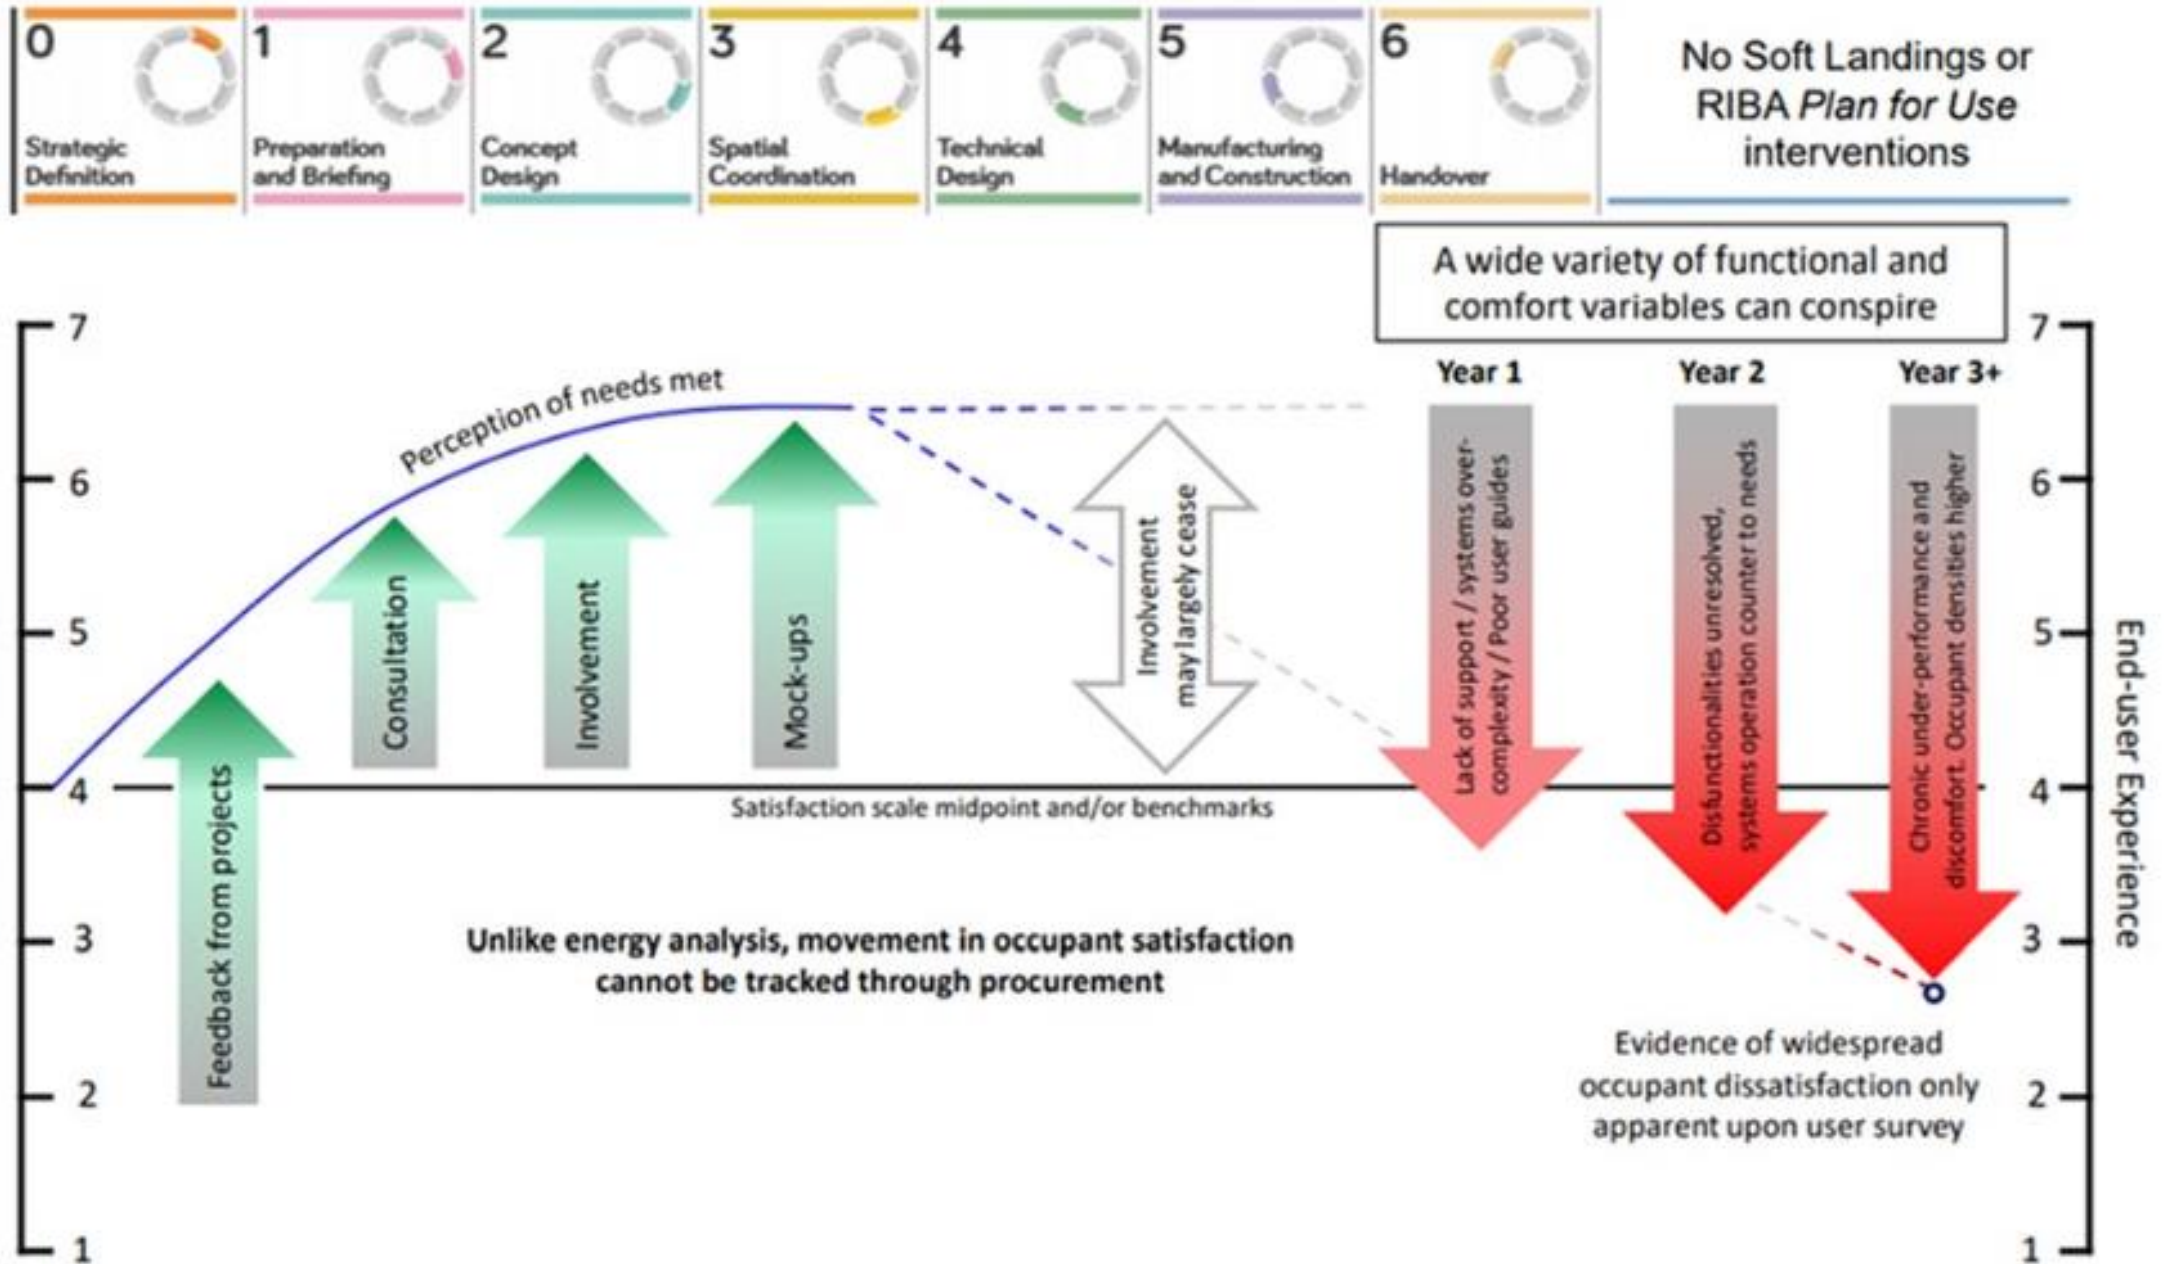 0
Strategic
Definition
1
Preparation
and Briefing
2
Concept
Design
3
Spatial
Coordination
4
Technical
Design
5
Manufacturing
and Construction
6
Handover
No Soft Landings or
RIBA Plan for Use
interventions
A wide variety of functional and
comfort variables can conspire
7
6
5
4
3
2
1
Perception of needs met
Feedback from projects
Consultation
Involvement
Mock-ups
Involvement
may largely cease
Year 1
Lack of support / systems over-
complexity / Poor user guides
Year 2
Disfunctionalities unresolved,
systems operation counter to needs
Year 3+
Chronic under-performance and
discomfort. Occupant densities higher
Satisfaction scale midpoint and/or benchmarks
Unlike energy analysis, movement in occupant satisfaction
cannot be tracked through procurement
Evidence of widespread
occupant dissatisfaction only
apparent upon user survey
7
6
5
4
3
2
1
End-user Experience